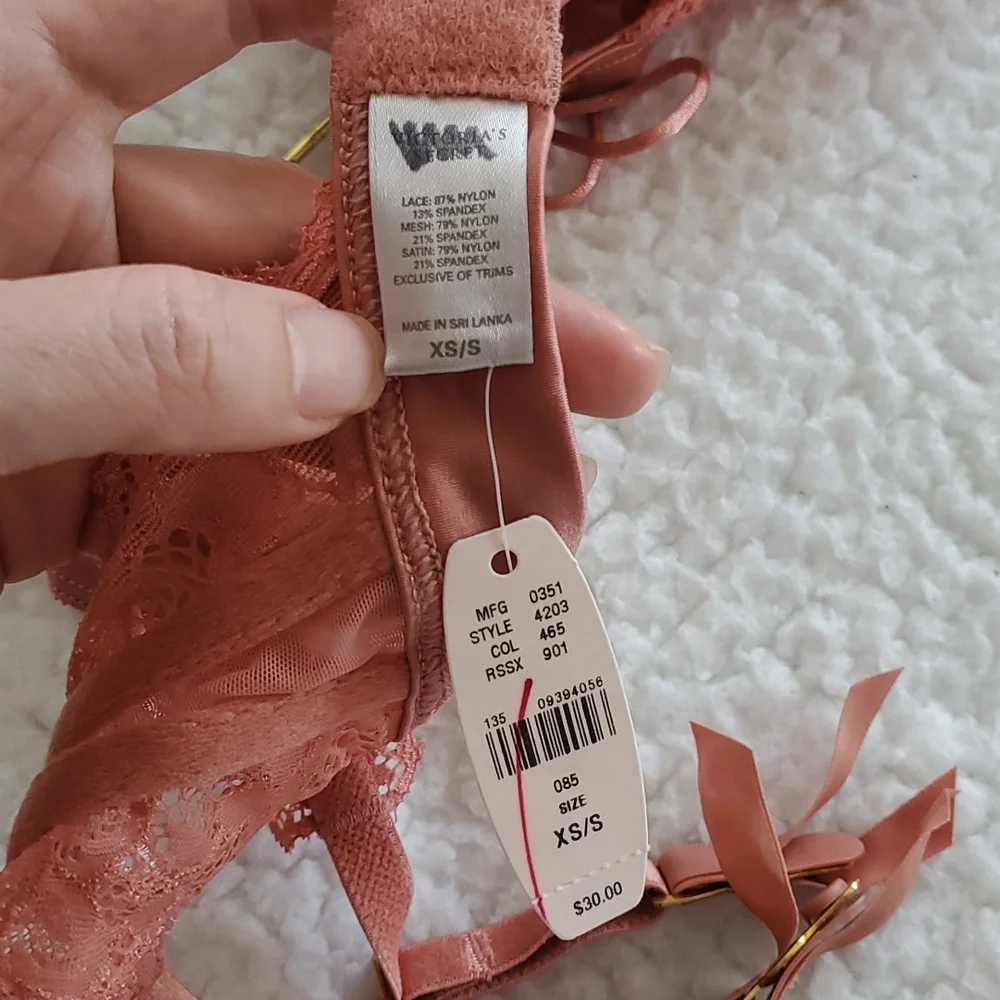 VICTORIA'S
SECRET
LACE: 87% NYLON
13% SPANDEX
MESH: 79% NYLON
21% SPANDEX
SATIN: 79% NYLON
21% SPANDEX
EXCLUSIVE OF TRIMS
MADE IN SRI LANKA
XS/S
MFG 0351
STYLE 4203
COL 465
RSSX 901
135 09394056
085
SIZE
XS/S
$30.00